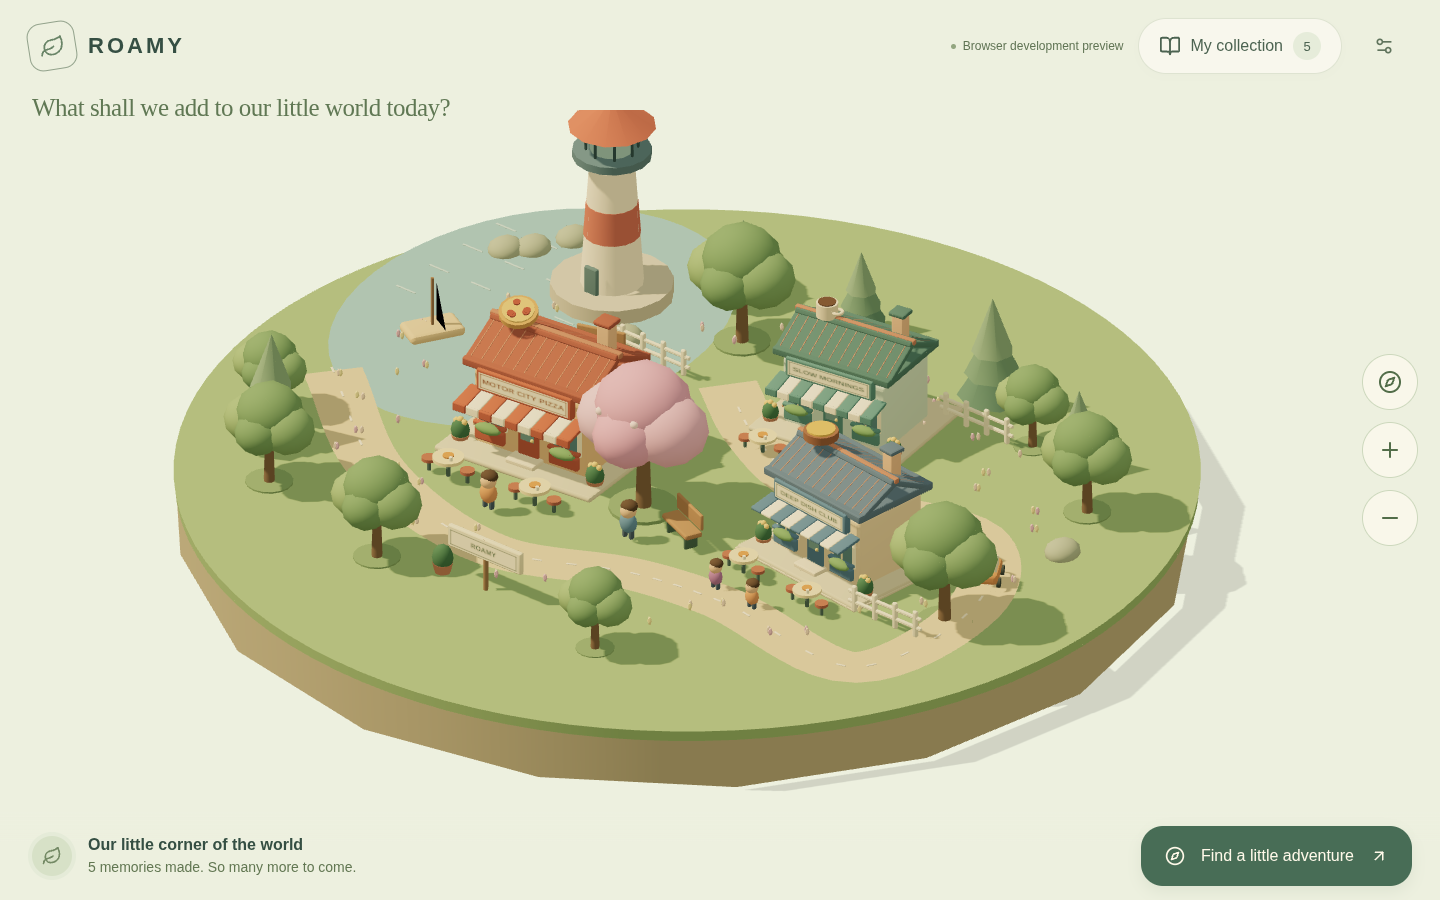 ROAMY
Browser development preview
My collection
5
What shall we add to our little world today?
SLOW MORNINGS
MOTOR CITY PIZZA
DEEP DISH CLUB
ROAMY
Our little corner of the world
5 memories made. So many more to come.
Find a little adventure